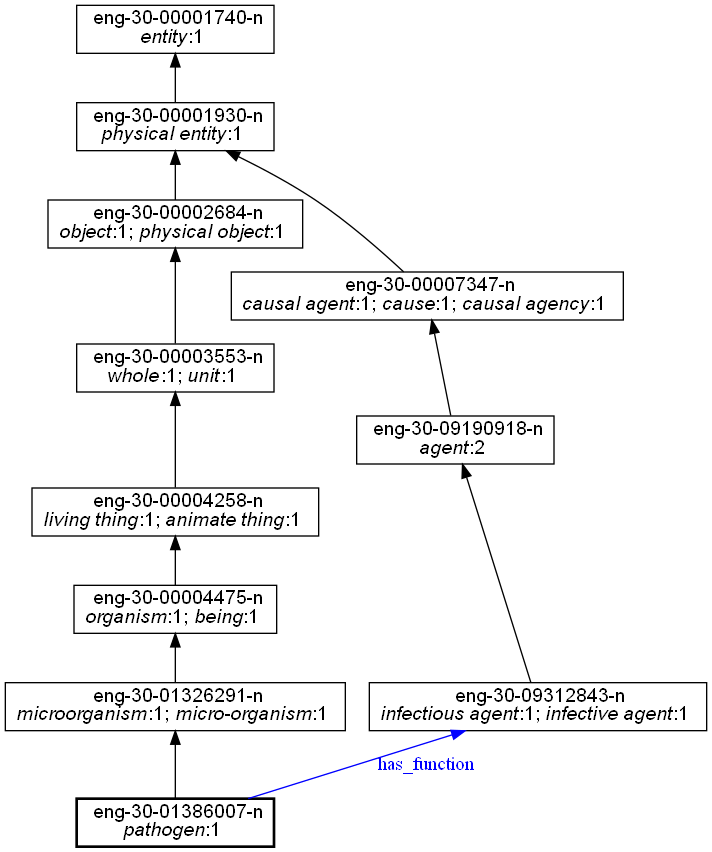 eng-30-00001740-n
entity:1
eng-30-00001930-n
physical entity:1
eng-30-00002684-n
object:1; physical object:1
eng-30-00007347-n
causal agent:1; cause:1; causal agency:1
eng-30-00003553-n
whole:1; unit:1
eng-30-09190918-n
agent:2
eng-30-00004258-n
living thing:1; animate thing:1
eng-30-00004475-n
organism:1; being:1
eng-30-01326291-n
microorganism:1; micro-organism:1
eng-30-09312843-n
infectious agent:1; infective agent:1
has_function
eng-30-01386007-n
pathogen:1